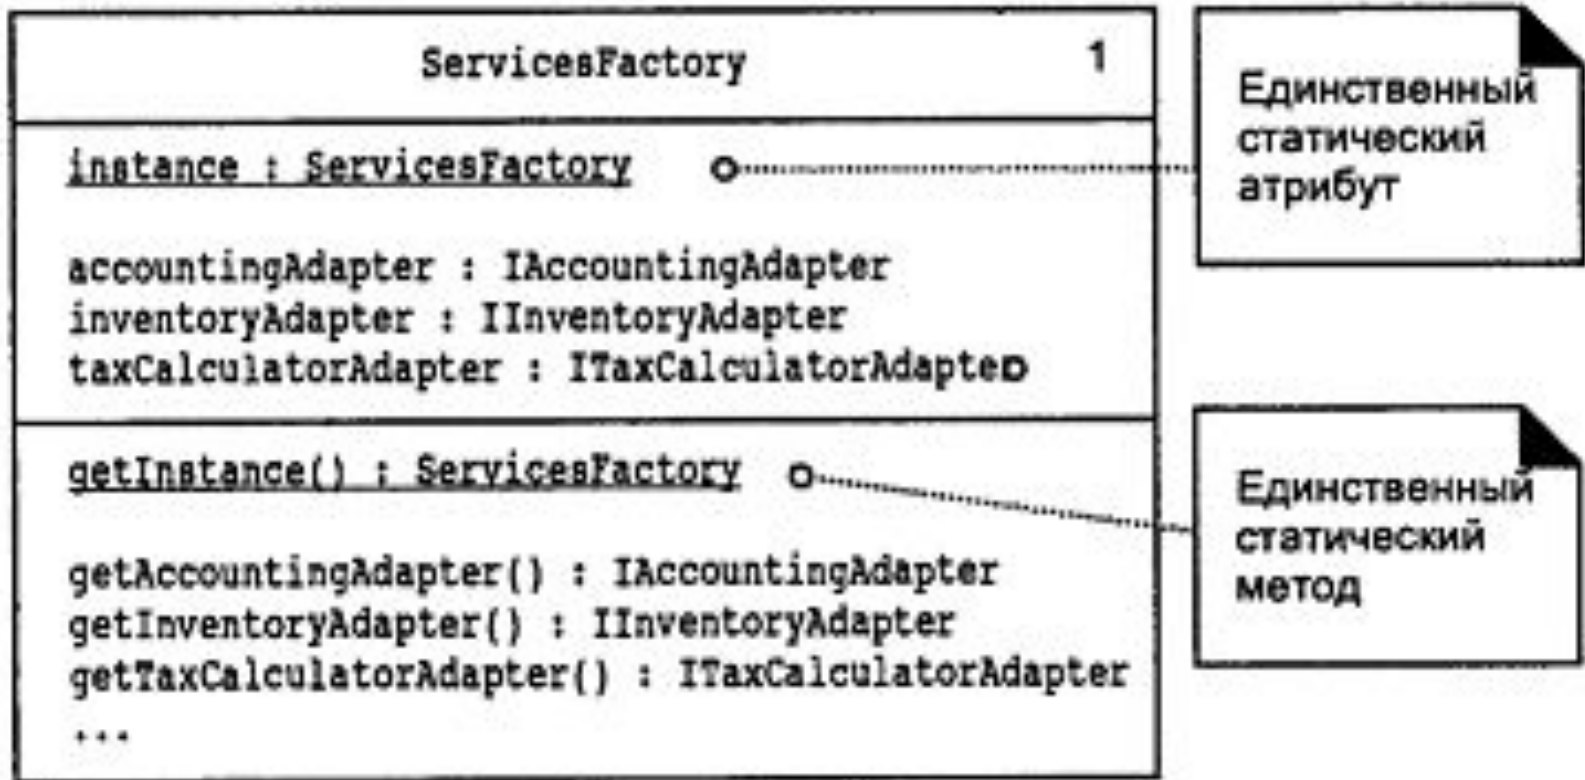 ServicesFactory 1
instance : ServicesFactory
accountingAdapter : IAccountingAdapter
inventoryAdapter : IInventoryAdapter
taxCalculatorAdapter : ITaxCalculatorAdapter
getInstance() : ServicesFactory
getAccountingAdapter() : IAccountingAdapter
getInventoryAdapter() : IInventoryAdapter
getTaxCalculatorAdapter() : ITaxCalculatorAdapter
...
Единственный
статический
атрибут
Единственный
статический
метод